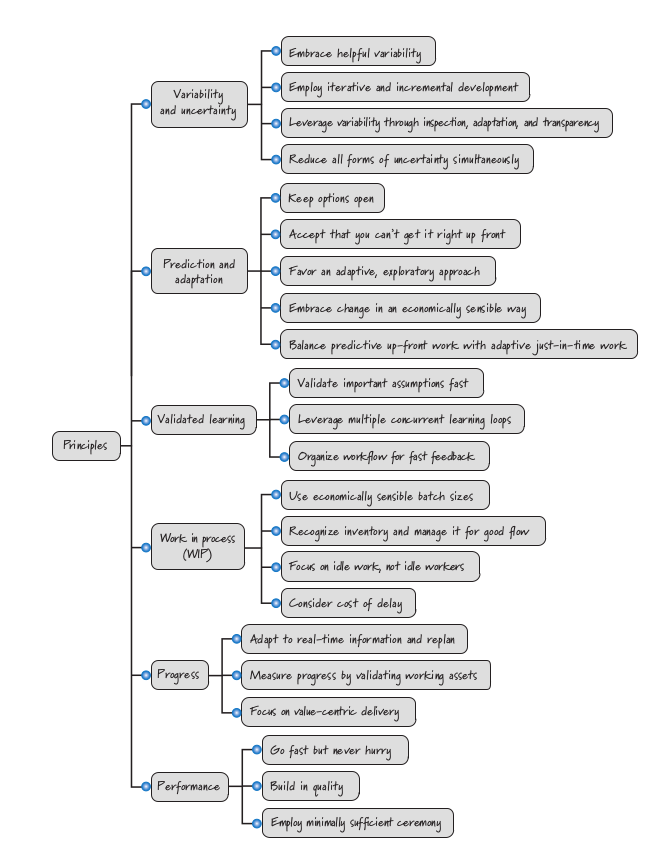 Principles
Variability
and uncertainty
Embrace helpful variability
Employ iterative and incremental development
Leverage variability through inspection, adaptation, and transparency
Reduce all forms of uncertainty simultaneously
Prediction and
adaptation
Keep options open
Accept that you can't get it right up front
Favor an adaptive, exploratory approach
Embrace change in an economically sensible way
Balance predictive up-front work with adaptive just-in-time work
Validated learning
Validate important assumptions fast
Leverage multiple concurrent learning loops
Organize workflow for fast feedback
Work in process
(WIP)
Use economically sensible batch sizes
Recognize inventory and manage it for good flow
Focus on idle work, not idle workers
Consider cost of delay
Progress
Adapt to real-time information and replan
Measure progress by validating working assets
Focus on value-centric delivery
Performance
Go fast but never hurry
Build in quality
Employ minimally sufficient ceremony